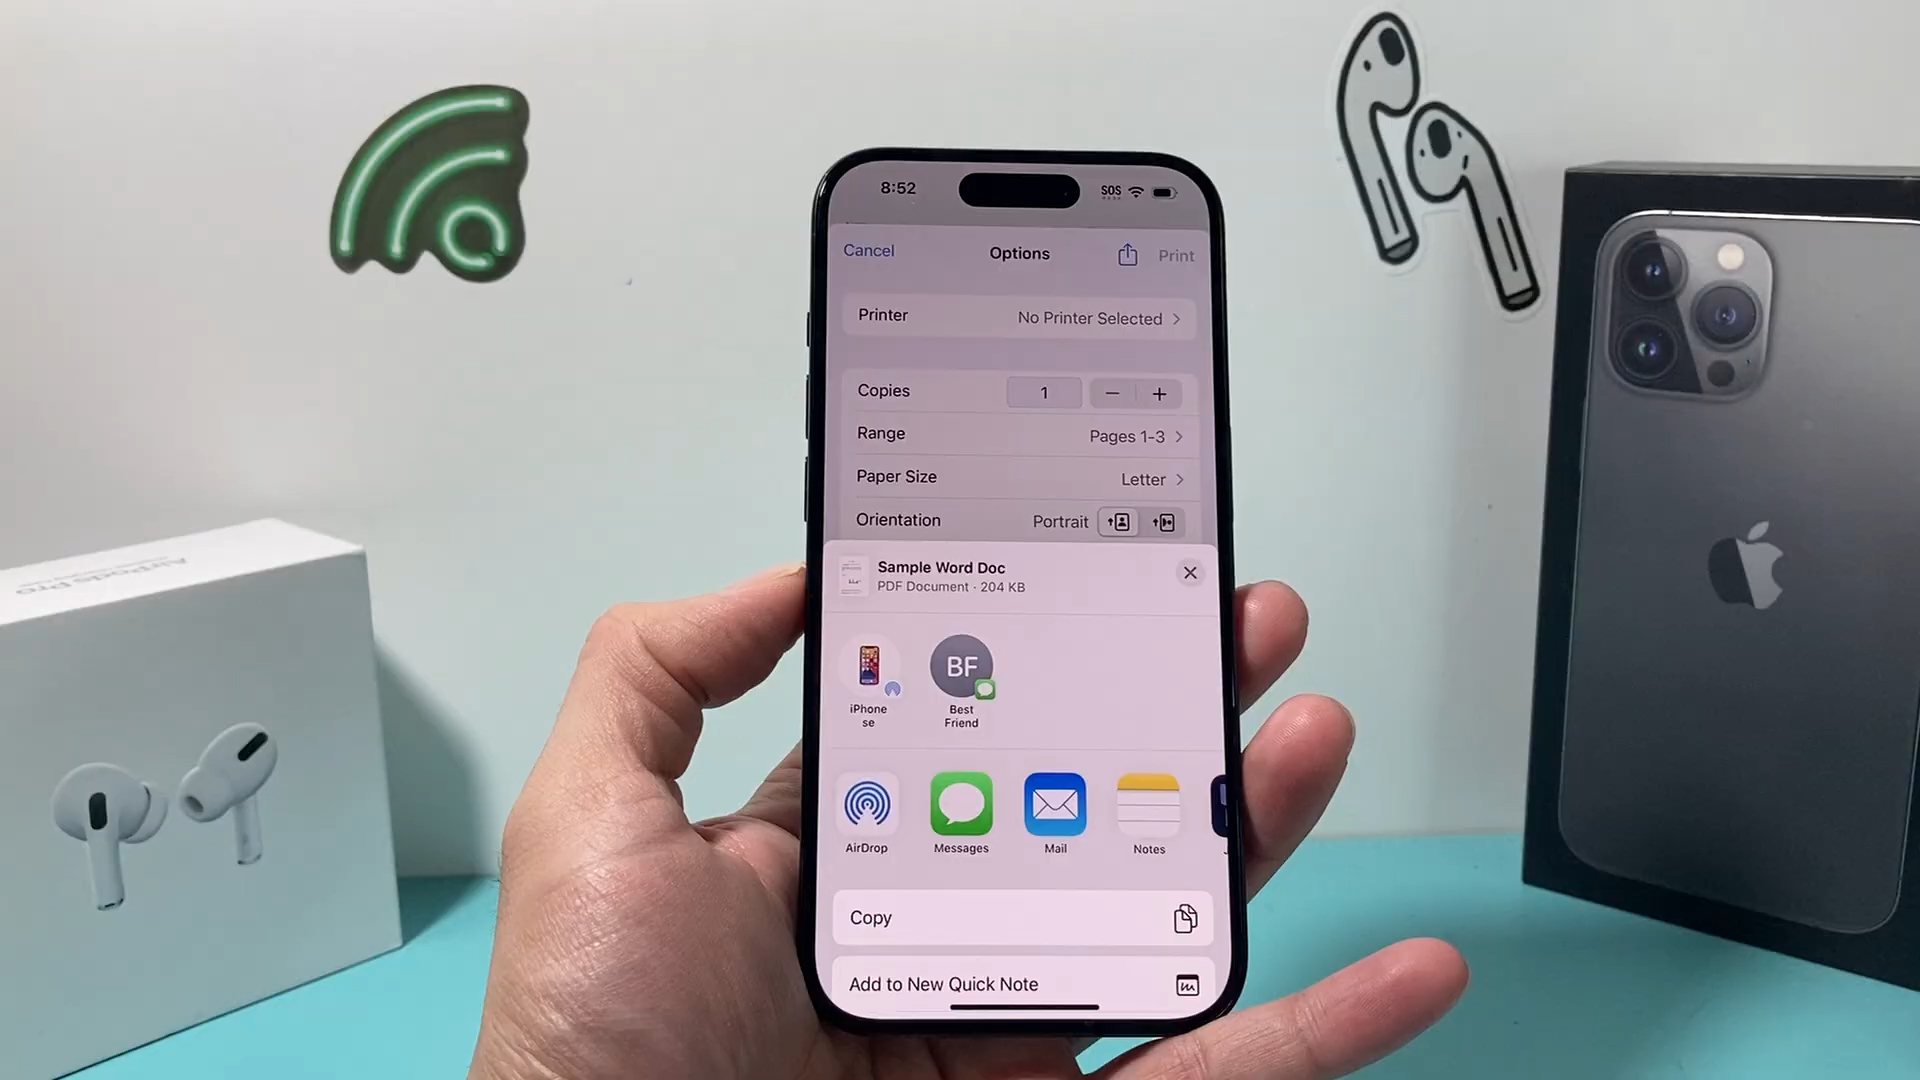 8:52
SOS
Cancel
Options
Print
Printer
No Printer Selected
Copies
1
Range
Pages 1-3
Paper Size
Letter
Orientation
Portrait
Sample Word Doc
PDF Document · 204 KB
iPhone
se
BF
Best
Friend
AirDrop
Messages
Mail
Notes
Copy
Add to New Quick Note
AirPods Pro